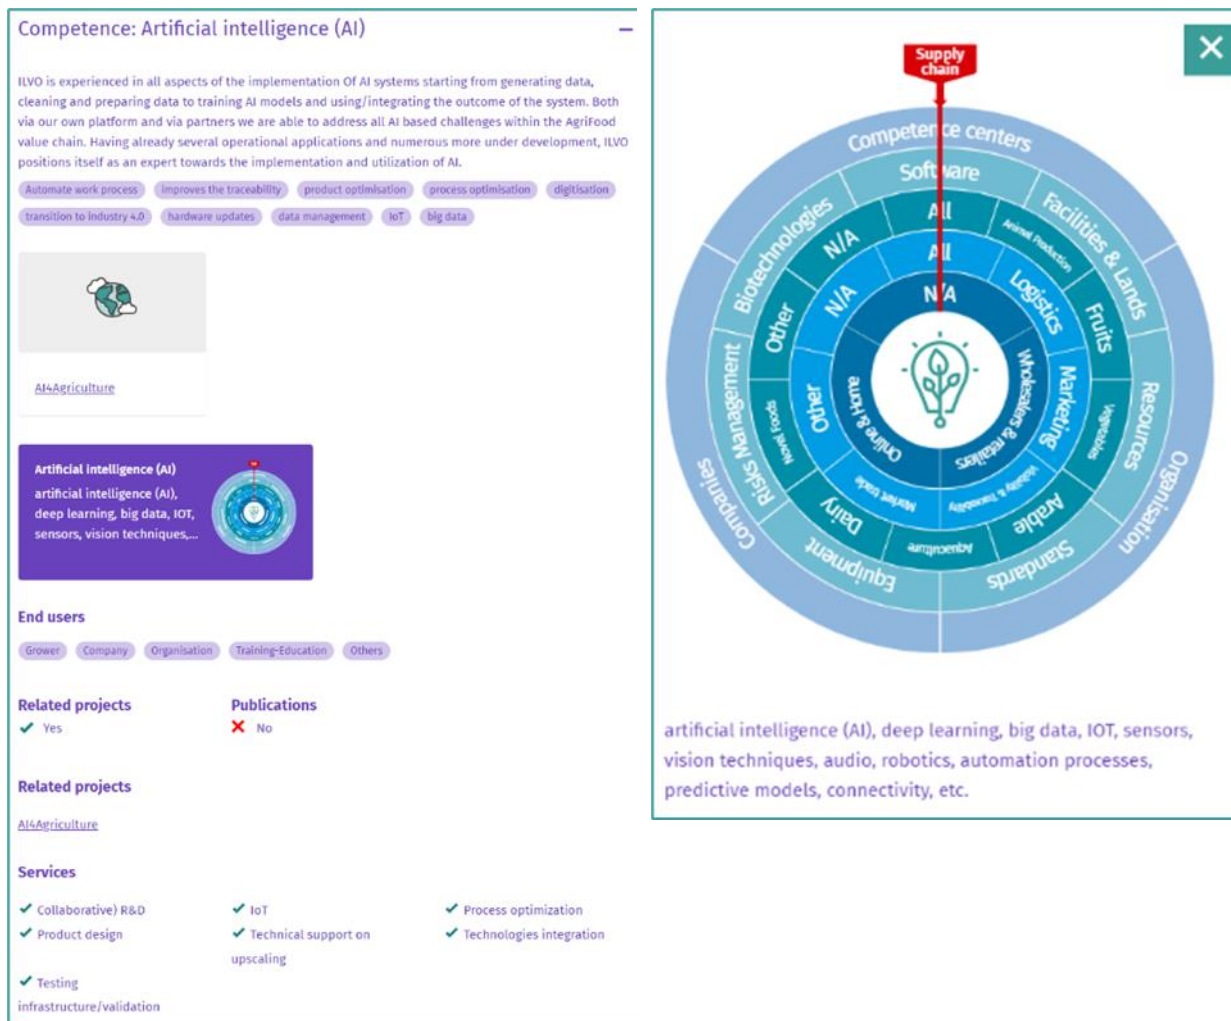 Competence: Artificial intelligence (AI)
ILVO is experienced in all aspects of the implementation Of AI systems starting from generating data,
cleaning and preparing data to training AI models and using/integrating the outcome of the system. Both
via our own platform and via partners we are able to address all AI based challenges within the AgriFood
value chain. Having already several operational applications and numerous more under development, ILVO
positions itself as an expert towards the implementation and utilization of AI.
Automate work process improves the traceability product optimisation process optimisation digitisation
transition to industry 4.0 hardware updates data management IoT big data
AI4Agriculture
Artificial intelligence (AI)
artificial intelligence (AI),
deep learning, big data, IOT,
sensors, vision techniques,...
End users
Grower Company Organisation Training-Education Others
Related projects Publications
Yes No
Related projects
AI4Agriculture
Services
Collaborative) R&D IoT Process optimization
Product design Technical support on Technologies integration
upscaling
Testing
infrastructure/validation
Supply
chain
Competence centers
Organisation
Companies
Software
Facilities & Lands
Resources
Standards
Equipment
Risks Management
Biotechnologies
All
Animal Production
Fruits
Vegetables
Arable
Aquaculture
Dairy
Novel Foods
Other
N/A
All
Logistics
Marketing
Visibility & Traceability
Market trade
Other
N/A
N/A
Wholesalers & retailers
Online & Home
artificial intelligence (AI), deep learning, big data, IOT, sensors,
vision techniques, audio, robotics, automation processes,
predictive models, connectivity, etc.